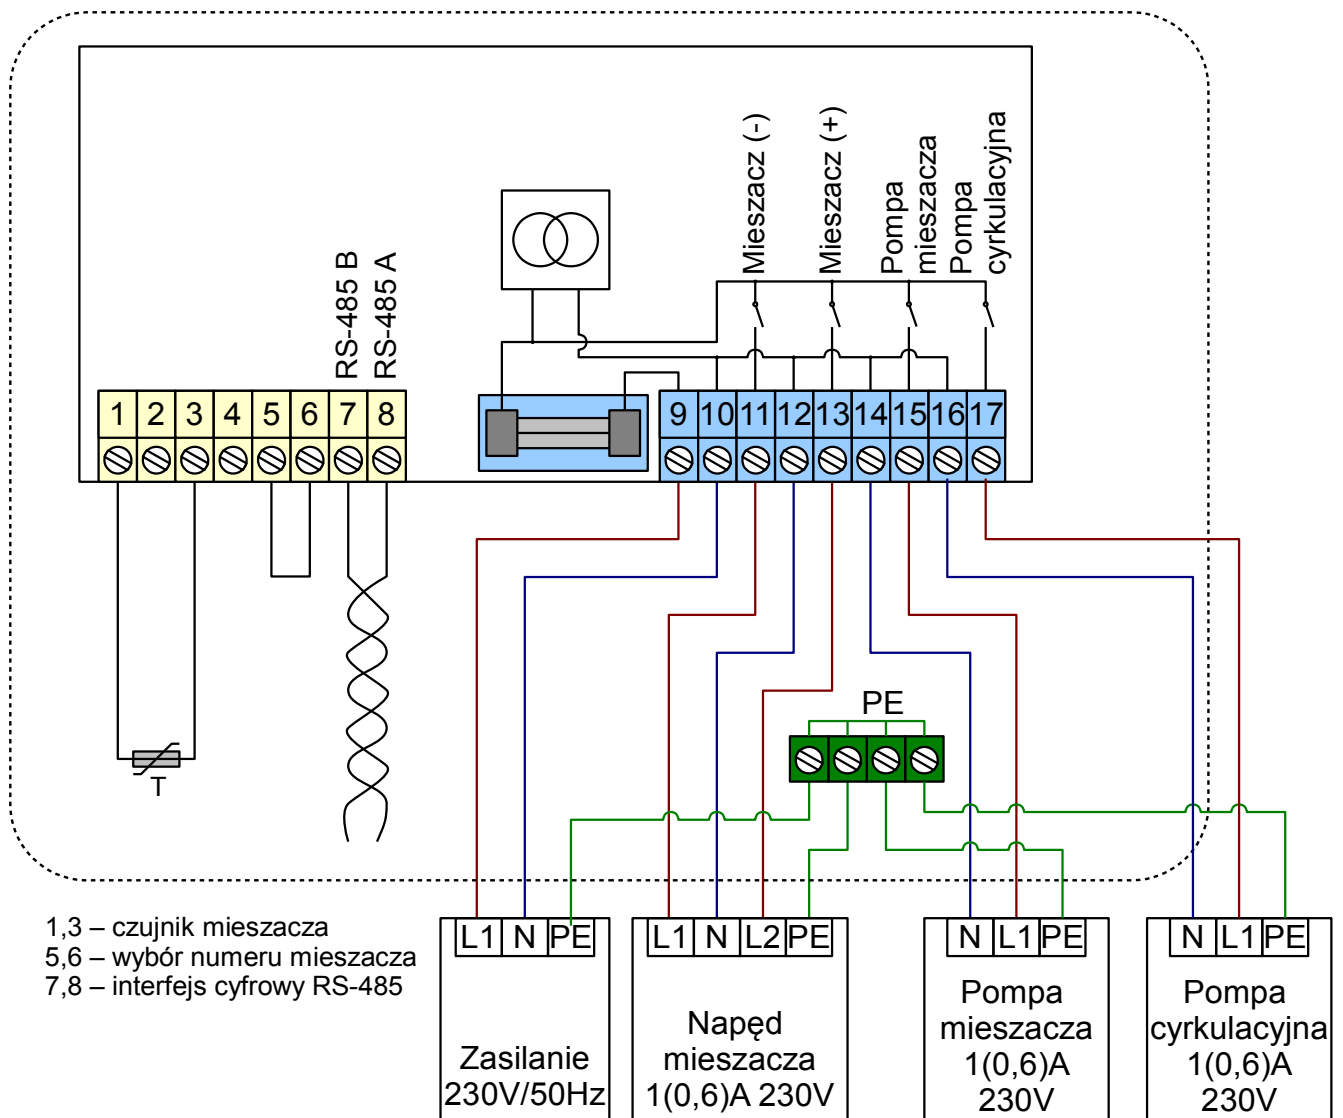 Mieszacz (-)
Mieszacz (+)
Pompa
mieszacza
Pompa
cyrkulacyjna
RS-485 B
RS-485 A
1 2 3 4 5 6 7 8
9 10 11 12 13 14 15 16 17
PE
T
1,3 – czujnik mieszacza
5,6 – wybór numeru mieszacza
7,8 – interfejs cyfrowy RS-485
L1 N PE
Zasilanie
230V/50Hz
L1 N L2 PE
Napęd
mieszacza
1(0,6)A 230V
N L1 PE
Pompa
mieszacza
1(0,6)A
230V
N L1 PE
Pompa
cyrkulacyjna
1(0,6)A
230V